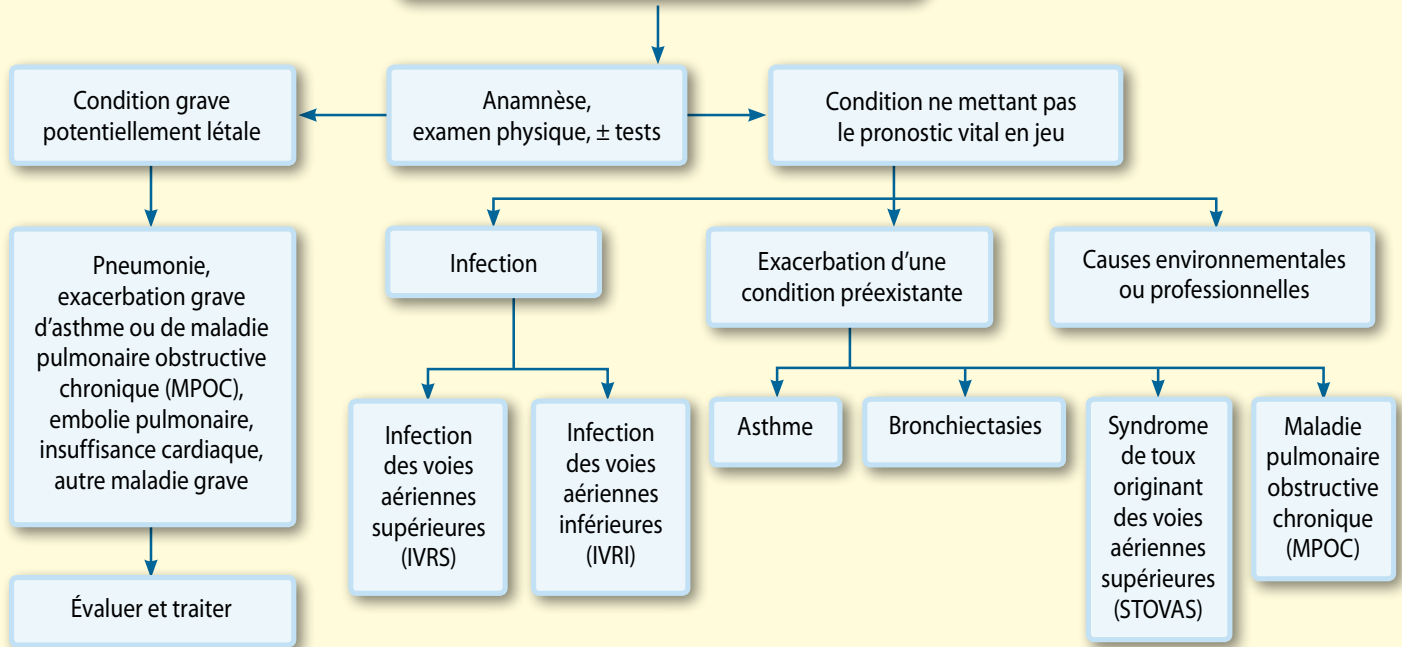 Condition grave
potentiellement létale
Anamnèse,
examen physique, ± tests
Condition ne mettant pas
le pronostic vital en jeu
Pneumonie,
exacerbation grave
d'asthme ou de maladie
pulmonaire obstructive
chronique (MPOC),
embolie pulmonaire,
insuffisance cardiaque,
autre maladie grave
Évaluer et traiter
Infection
Exacerbation d'une
condition préexistante
Causes environnementales
ou professionnelles
Infection
des voies
aériennes
supérieures
(IVRS)
Infection
des voies
aériennes
inférieures
(IVRI)
Asthme
Bronchiectasies
Syndrome
de toux
originant
des voies
aériennes
supérieures
(STOVAS)
Maladie
pulmonaire
obstructive
chronique
(MPOC)